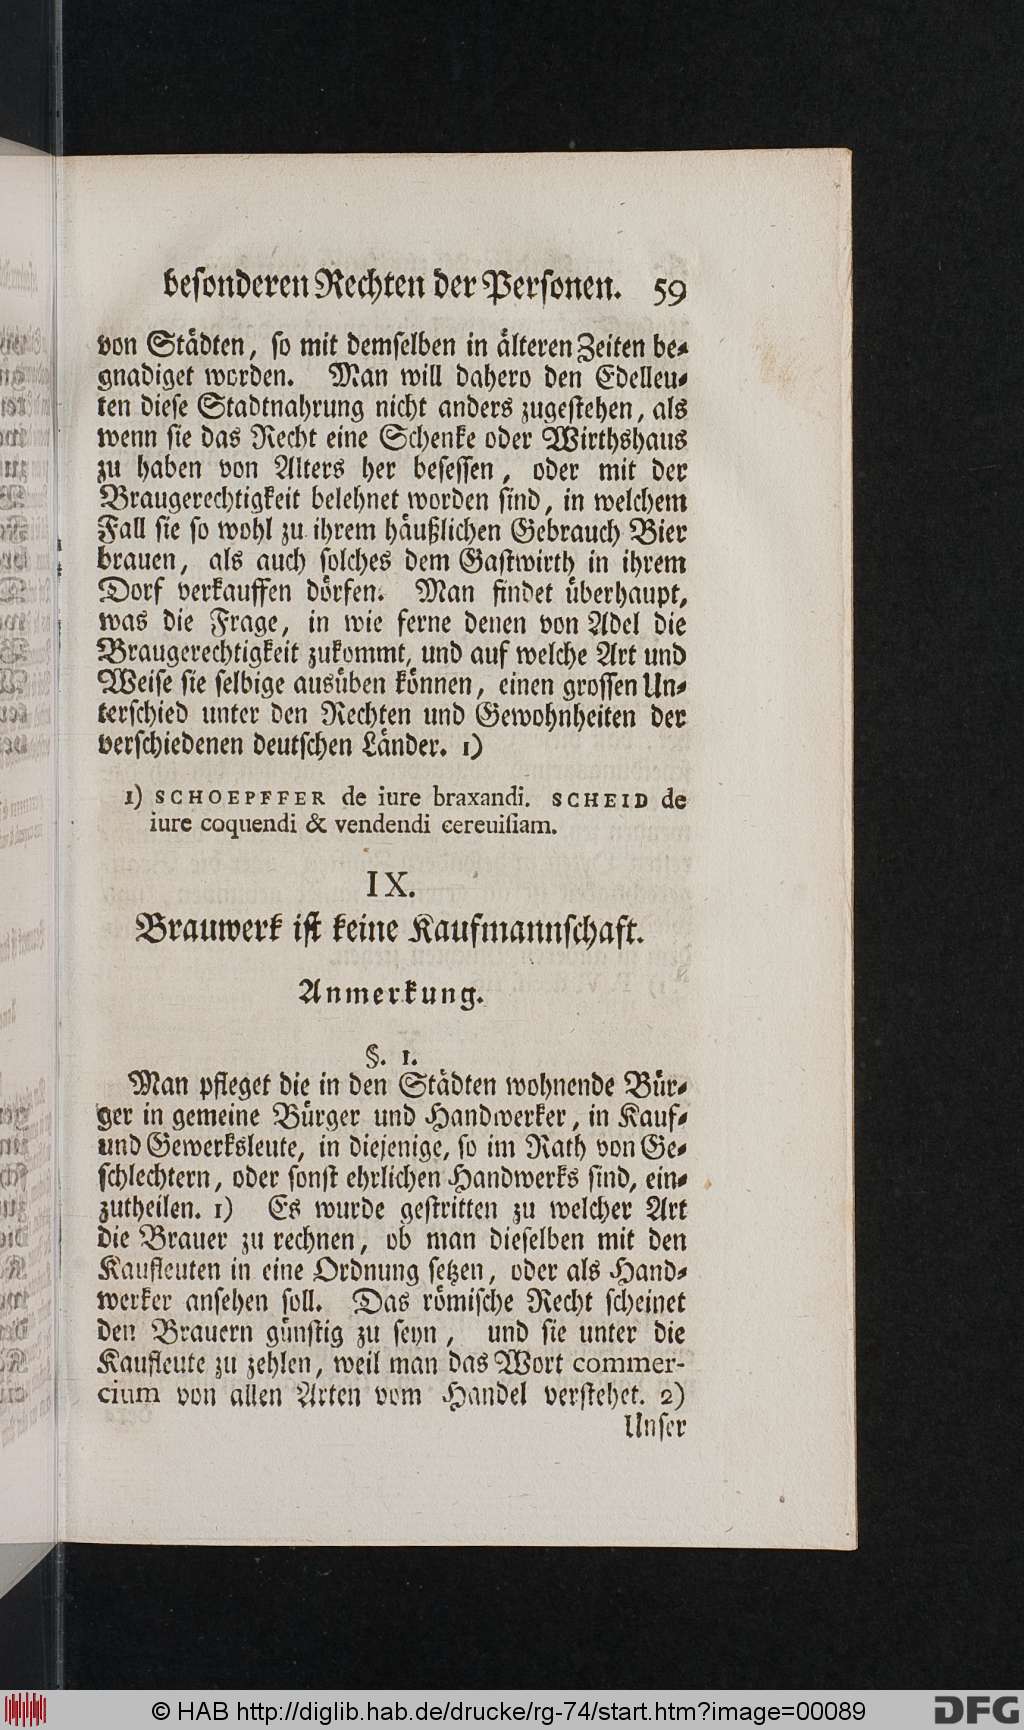 besonderen Rechten der Personen. 59
von Städten, so mit demselben in älteren Zeiten be-
gnadiget worden. Man will dahero den Edelleu-
ten diese Stadtnahrung nicht anders zugestehen, als
wenn sie das Recht eine Schenke oder Wirthshaus
zu haben von Alters her besessen, oder mit der
Braugerechtigkeit belehnet worden sind, in welchem
Fall sie so wohl zu ihrem häußlichen Gebrauch Bier
brauen, als auch solches dem Gastwirth in ihrem
Dorf verkauffen dörfen. Man findet überhaupt,
was die Frage, in wie ferne denen von Adel die
Braugerechtigkeit zukommt, und auf welche Art und
Weise sie selbige ausüben können, einen grossen Un-
terschied unter den Rechten und Gewohnheiten der
verschiedenen deutschen Länder. 1)
1) SCHOEPFFER de iure braxandi. SCHEID de
iure coquendi & vendendi cereuisiam.
IX.
Brauwerk ist keine Kaufmannschaft.
Anmerkung.
§. 1.
Man pfleget die in den Städten wohnende Bür-
ger in gemeine Bürger und Handwerker, in Kauf-
und Gewerksleute, in diejenige, so im Rath von Ge-
schlechtern, oder sonst ehrlichen Handwerks sind, ein-
zutheilen. 1) Es wurde gestritten zu welcher Art
die Brauer zu rechnen, ob man dieselben mit den
Kaufleuten in eine Ordnung setzen, oder als Hand-
werker ansehen soll. Das römische Recht scheinet
den Brauern günstig zu seyn, und sie unter die
Kaufleute zu zehlen, weil man das Wort commer-
cium von allen Arten vom Handel verstehet. 2)
Unser
© HAB http://diglib.hab.de/drucke/rg-74/start.htm?image=00089
DFG